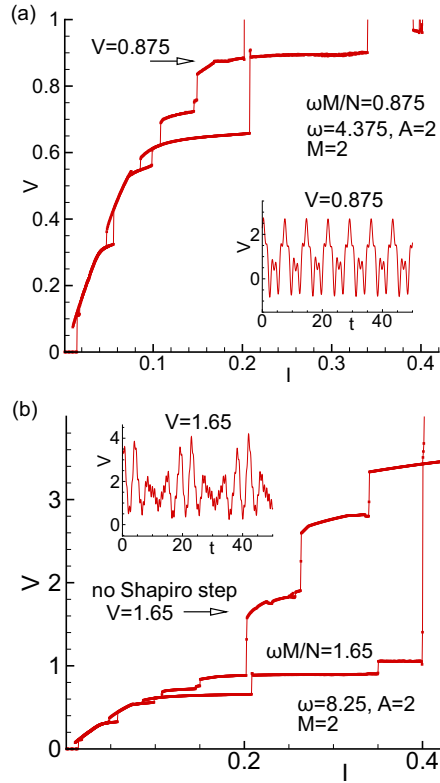 (a)
1
V=0.875
0.8
ωM/N=0.875
ω=4.375, A=2
M=2
0.6
V
V=0.875
0.4
2
V
0
0.2
0 20 40
t
0
0.1 0.2 0.3 0.4
I
(b)
V=1.65
4
V
2
3
0
0 20 40
t
V
2
no Shapiro step
V=1.65
ωM/N=1.65
1
ω=8.25, A=2
M=2
0
0.2 0.4
I